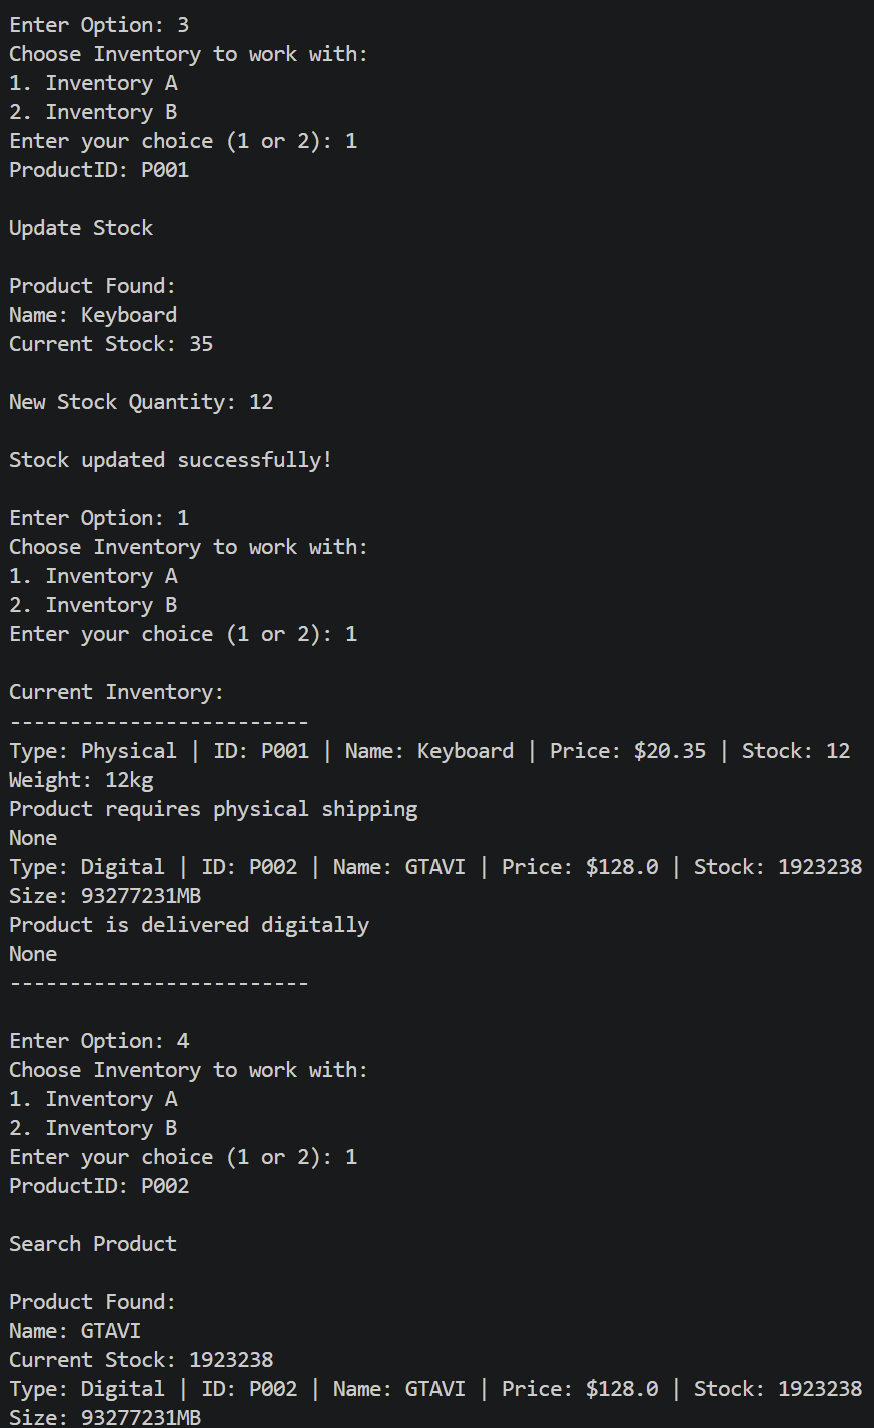 Enter Option: 3
Choose Inventory to work with:
1. Inventory A
2. Inventory B
Enter your choice (1 or 2): 1
ProductID: P001
Update Stock
Product Found:
Name: Keyboard
Current Stock: 35
New Stock Quantity: 12
Stock updated successfully!
Enter Option: 1
Choose Inventory to work with:
1. Inventory A
2. Inventory B
Enter your choice (1 or 2): 1
Current Inventory:
-------------------------
Type: Physical | ID: P001 | Name: Keyboard | Price: $20.35 | Stock: 12
Weight: 12kg
Product requires physical shipping
None
Type: Digital | ID: P002 | Name: GTAVI | Price: $128.0 | Stock: 1923238
Size: 93277231MB
Product is delivered digitally
None
-------------------------
Enter Option: 4
Choose Inventory to work with:
1. Inventory A
2. Inventory B
Enter your choice (1 or 2): 1
ProductID: P002
Search Product
Product Found:
Name: GTAVI
Current Stock: 1923238
Type: Digital | ID: P002 | Name: GTAVI | Price: $128.0 | Stock: 1923238
Size: 93277231MB